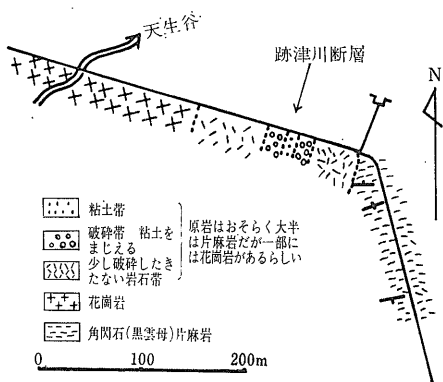 天生谷
跡津川断層
N
粘土帯
破砕帯 粘土を
まじえる
少し破砕したき
たない岩石帯
原岩はおそらく大半
は片麻岩だが一部に
は花崗岩があるらしい
花崗岩
角閃石(黒雲母)片麻岩
0 100 200m